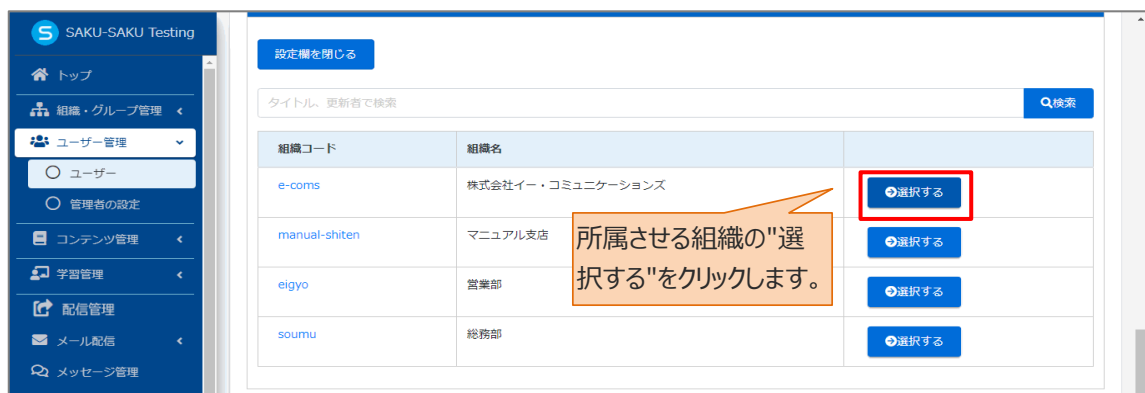 S SAKU-SAKU Testing
トップ
組織・グループ管理
ユーザー管理
ユーザー
管理者の設定
コンテンツ管理
学習管理
配信管理
メール配信
メッセージ管理
設定欄を閉じる
タイトル、更新者で検索
検索
組織コード 組織名
e-coms 株式会社イー・コミュニケーションズ 選択する
manual-shiten マニュアル支店 選択する
eigyo 営業部 選択する
soumu 総務部 選択する
所属させる組織の"選
択する"をクリックします。